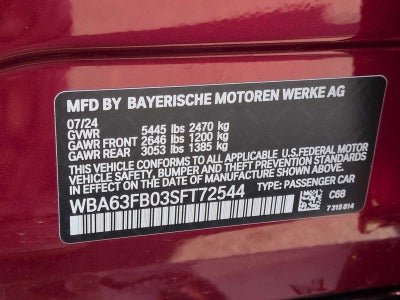 MFD BY BAYERISCHE MOTOREN WERKE AG
07/24
GVWR 5445 lbs 2470 kg
GAWR FRONT 2646 lbs 1200 kg
GAWR REAR 3053 lbs 1385 kg
THIS VEHICLE CONFORMS TO ALL APPLICABLE U.S.FEDERAL MOTOR
VEHICLE SAFETY, BUMPER, AND THEFT PREVENTION STANDARDS
IN EFFECT ON THE DATE OF MANUFACTURE SHOWN ABOVE.
WBA63FB03SFT72544 TYPE: PASSENGER CAR
C6B
7 315 814